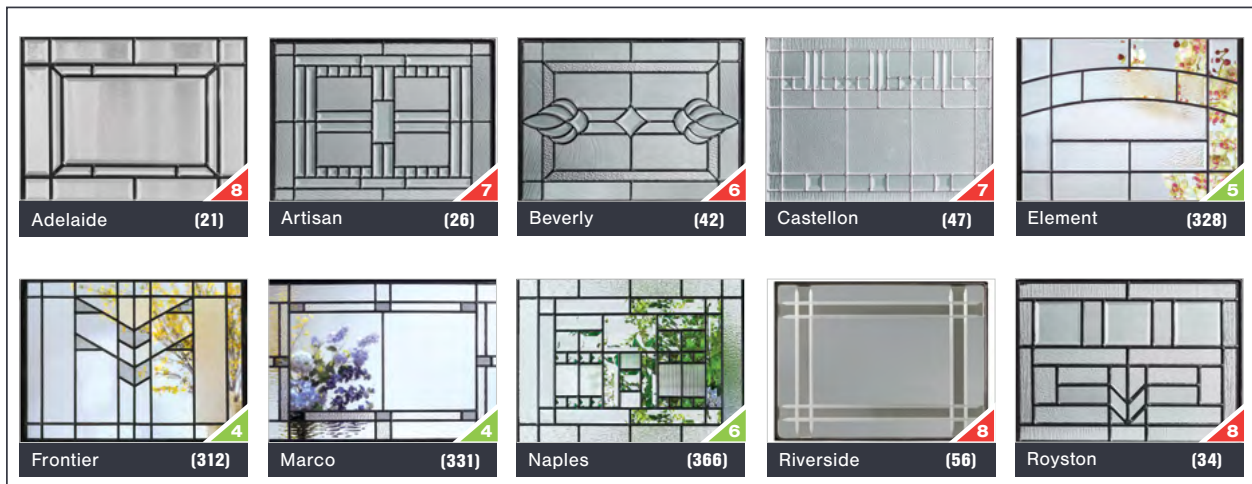 8
Adelaide (21)
7
Artisan (26)
6
Beverly (42)
7
Castellon (47)
5
Element (328)
4
Frontier (312)
4
Marco (331)
6
Naples (366)
8
Riverside (56)
8
Royston (34)